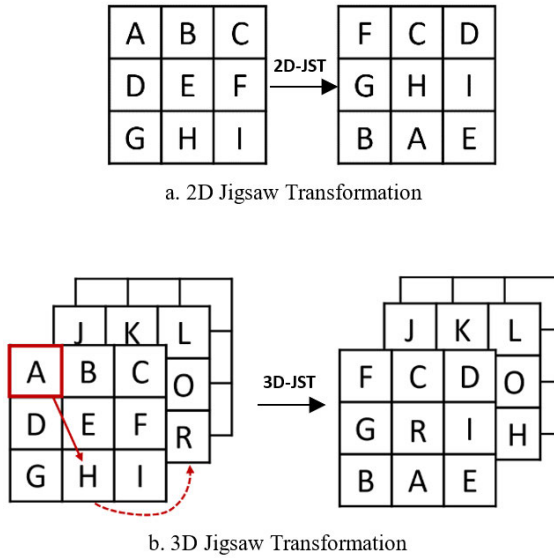 A B C F C D
2D-JST
D E F G H I
G H I B A E
a. 2D Jigsaw Transformation
J K L J K L
A B C 3D-JST F C D
O O
D E F G R I
R H
G H I B A E
b. 3D Jigsaw Transformation